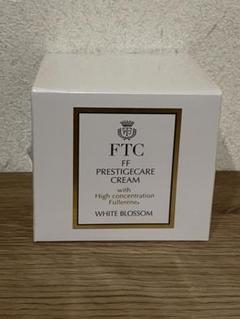 FTC
FF
PRESTIGECARE
CREAM
with
High concentration
Fullerene
WHITE BLOSSOM